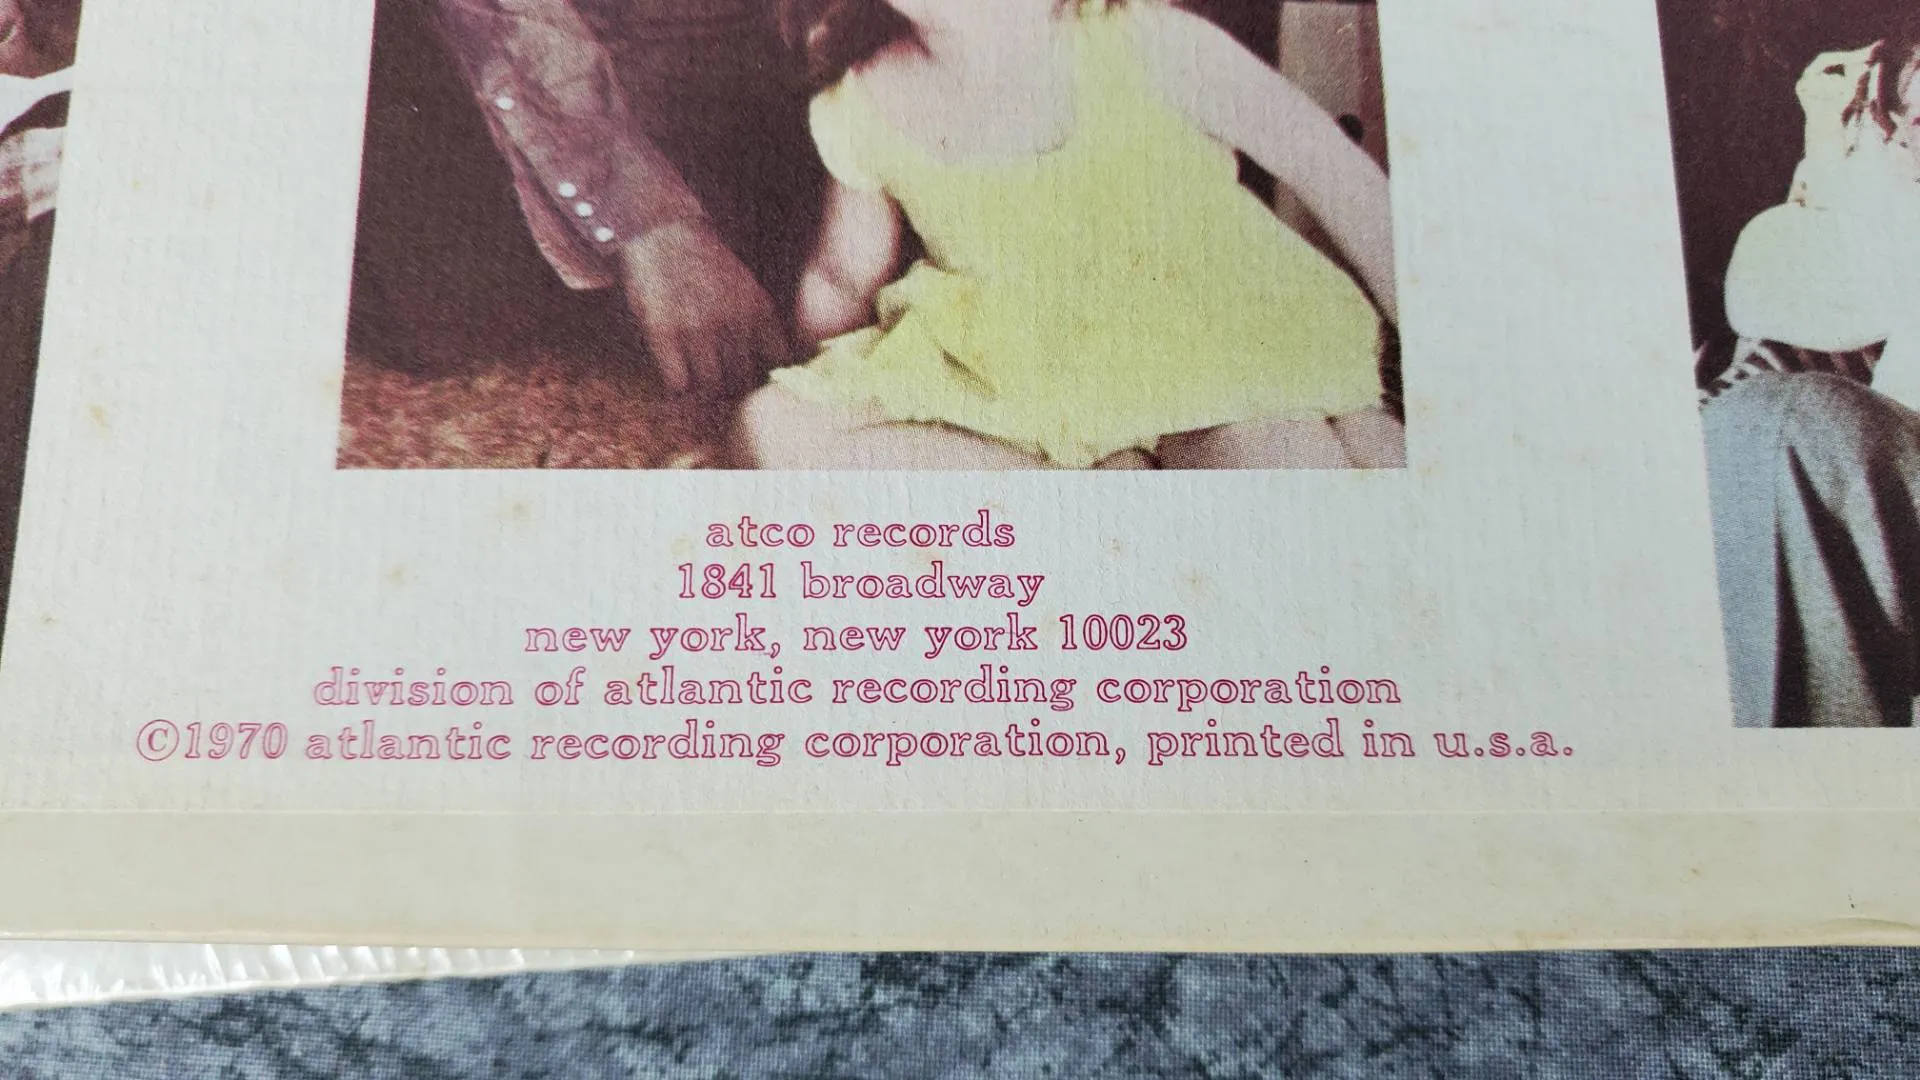 atco records
1841 broadway
new york, new york 10023
division of atlantic recording corporation
©1970 atlantic recording corporation, printed in u.s.a.